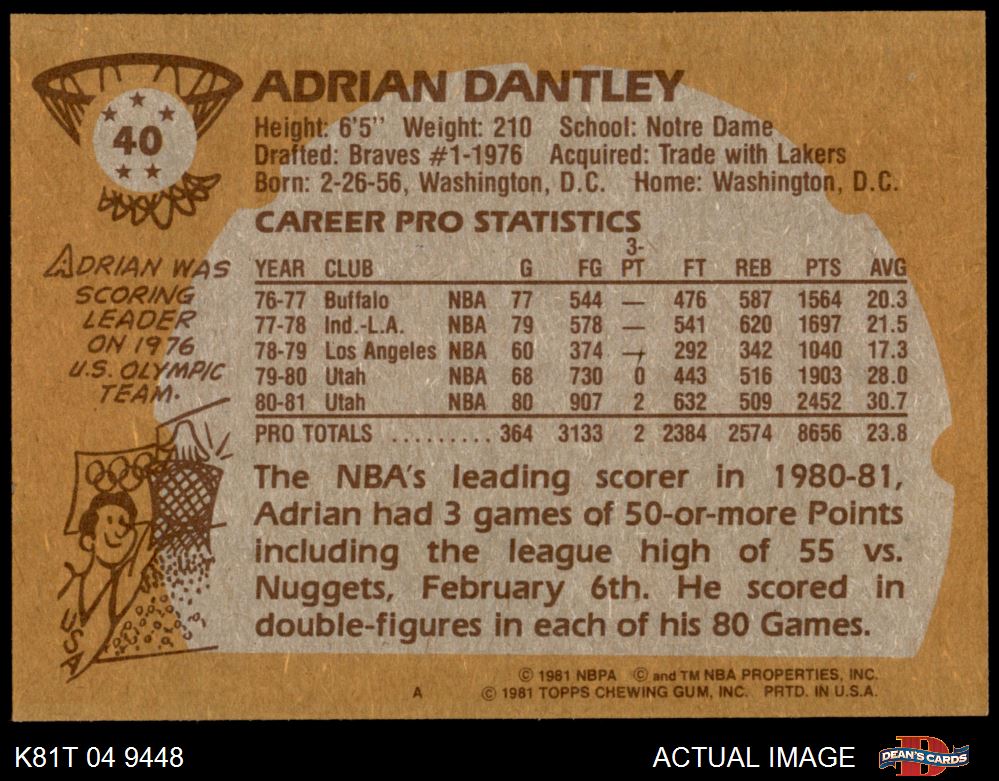 40
ADRIAN DANTLEY
Height: 6'5" Weight: 210 School: Notre Dame
Drafted: Braves #1-1976 Acquired: Trade with Lakers
Born: 2-26-56, Washington, D.C. Home: Washington, D.C.
CAREER PRO STATISTICS
YEAR CLUB G FG 3-PT FT REB PTS AVG
76-77 Buffalo NBA 77 544 — 476 587 1564 20.3
77-78 Ind.-L.A. NBA 79 578 — 541 620 1697 21.5
78-79 Los Angeles NBA 60 374 — 292 342 1040 17.3
79-80 Utah NBA 68 730 0 443 516 1903 28.0
80-81 Utah NBA 80 907 2 632 509 2452 30.7
PRO TOTALS ......... 364 3133 2 2384 2574 8656 23.8
ADRIAN WAS
SCORING
LEADER
ON 1976
U.S. OLYMPIC
TEAM.
USA
The NBA's leading scorer in 1980-81,
Adrian had 3 games of 50-or-more Points
including the league high of 55 vs.
Nuggets, February 6th. He scored in
double-figures in each of his 80 Games.
© 1981 NBPA © and TM NBA PROPERTIES, INC.
A © 1981 TOPPS CHEWING GUM, INC. PRTD. IN U.S.A.
K81T 04 9448 ACTUAL IMAGE DEAN'S CARDS